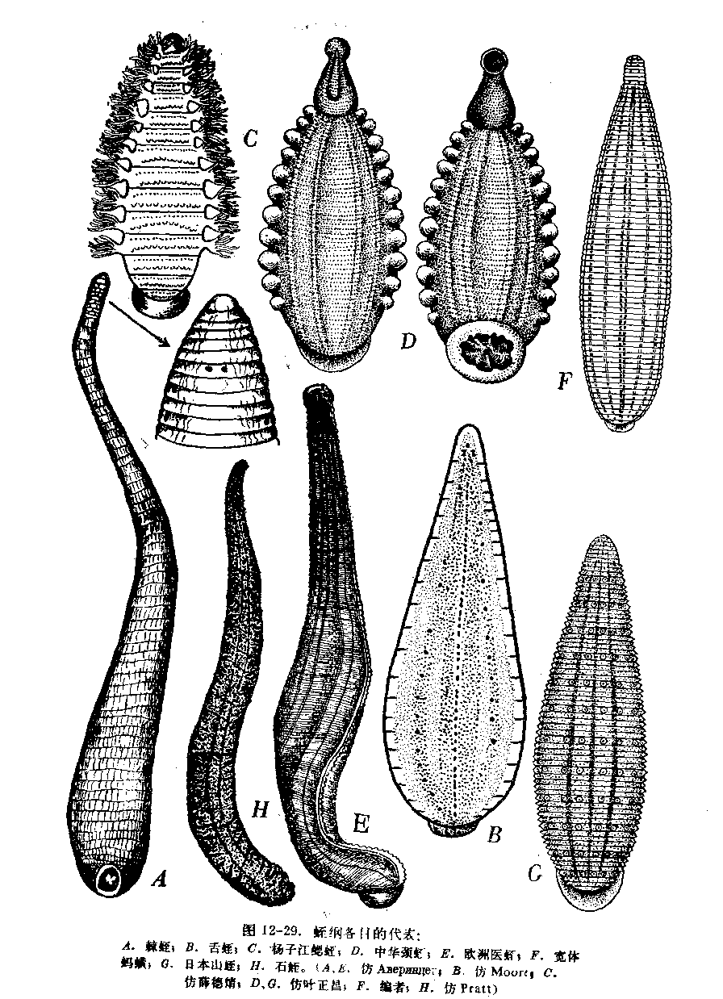 C
D
F
H
E
B
G
A
图 12-29. 蛭纲各目的代表:
A. 棘蛭; B. 舌蛭; C. 杨子江鳃蛭; D. 中华颈蛭; E. 欧洲医蛭; F. 宽体
蚂蟥; G. 日本山蛭; H. 石蛭。(A、E. 仿 Аверинцев; B. 仿 Moore; C.
仿薛德焴; D、G. 仿叶正昌; F. 编者; H. 仿 Pratt)